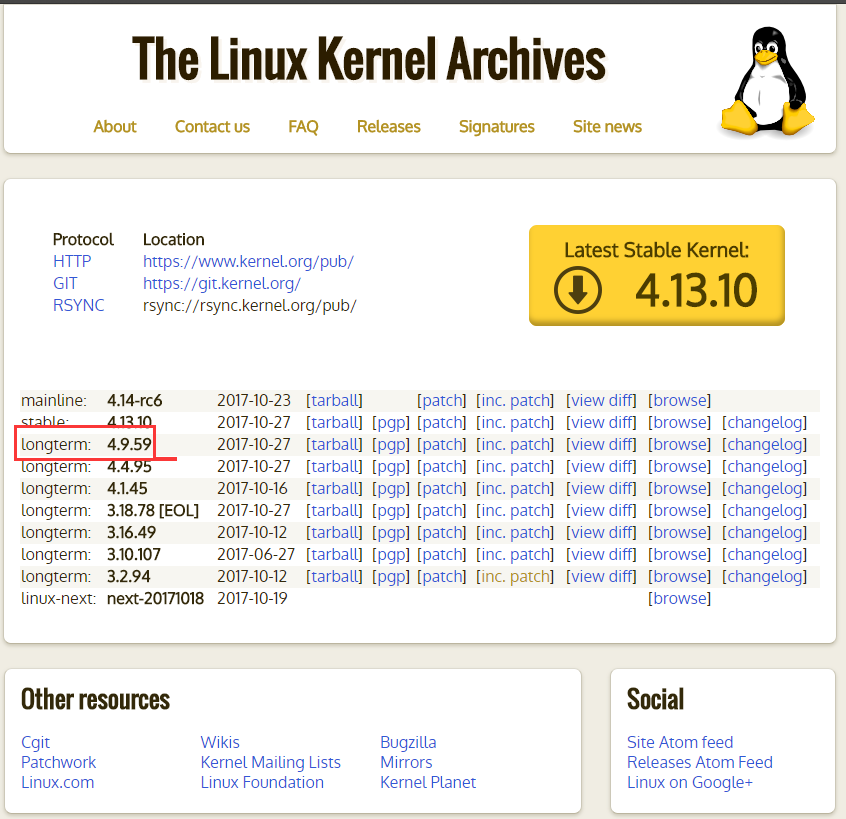 The Linux Kernel Archives
About Contact us FAQ Releases Signatures Site news
Protocol Location
HTTP https://www.kernel.org/pub/
GIT https://git.kernel.org/
RSYNC rsync://rsync.kernel.org/pub/
Latest Stable Kernel:
4.13.10
mainline: 4.14-rc6 2017-10-23 [tarball] [patch] [inc. patch] [view diff] [browse]
stable: 4.13.10 2017-10-27 [tarball] [pgp] [patch] [inc. patch] [view diff] [browse] [changelog]
longterm: 4.9.59 2017-10-27 [tarball] [pgp] [patch] [inc. patch] [view diff] [browse] [changelog]
longterm: 4.4.95 2017-10-27 [tarball] [pgp] [patch] [inc. patch] [view diff] [browse] [changelog]
longterm: 4.1.45 2017-10-16 [tarball] [pgp] [patch] [inc. patch] [view diff] [browse] [changelog]
longterm: 3.18.78 [EOL] 2017-10-27 [tarball] [pgp] [patch] [inc. patch] [view diff] [browse] [changelog]
longterm: 3.16.49 2017-10-12 [tarball] [pgp] [patch] [inc. patch] [view diff] [browse] [changelog]
longterm: 3.10.107 2017-06-27 [tarball] [pgp] [patch] [inc. patch] [view diff] [browse] [changelog]
longterm: 3.2.94 2017-10-12 [tarball] [pgp] [patch] [inc. patch] [view diff] [browse] [changelog]
linux-next: next-20171018 2017-10-19 [browse]
Other resources
Cgit Wikis Bugzilla
Patchwork Kernel Mailing Lists Mirrors
Linux.com Linux Foundation Kernel Planet
Social
Site Atom feed
Releases Atom Feed
Linux on Google+